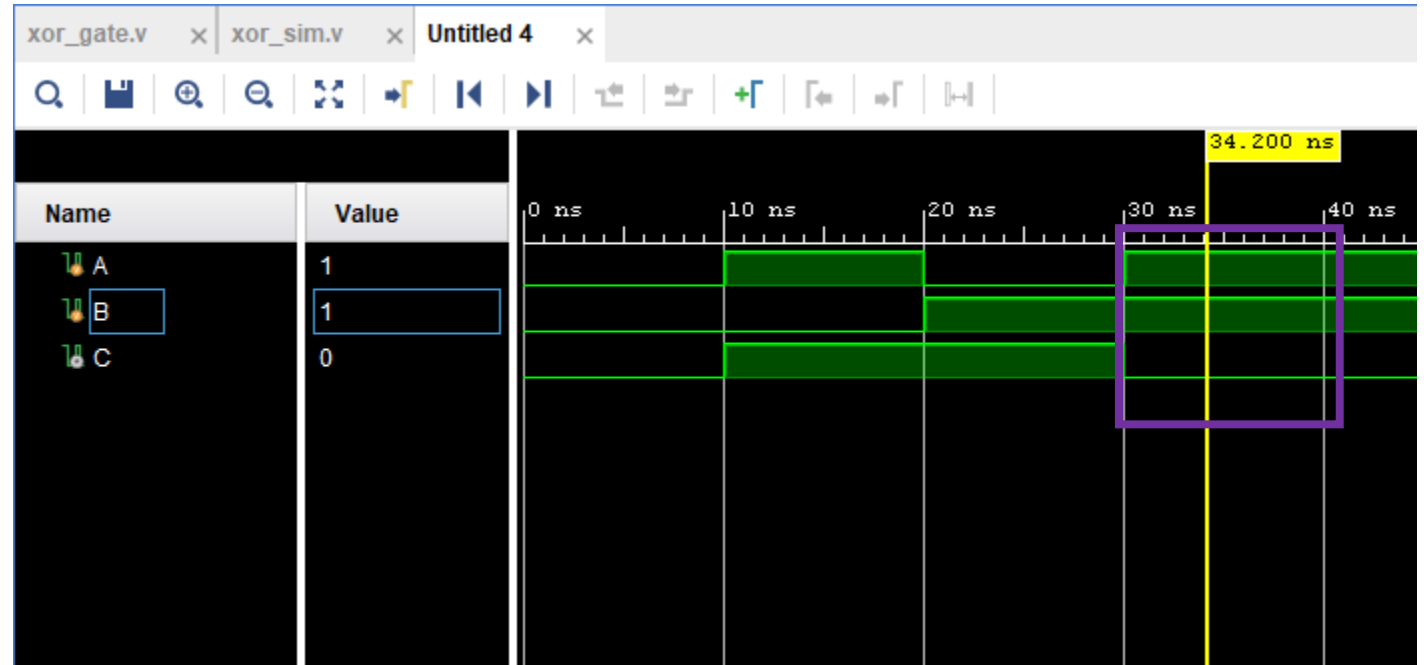 xor_gate.v × xor_sim.v × Untitled 4 ×
34.200 ns
Name Value 0 ns 10 ns 20 ns 30 ns 40 ns
A 1
B 1
C 0